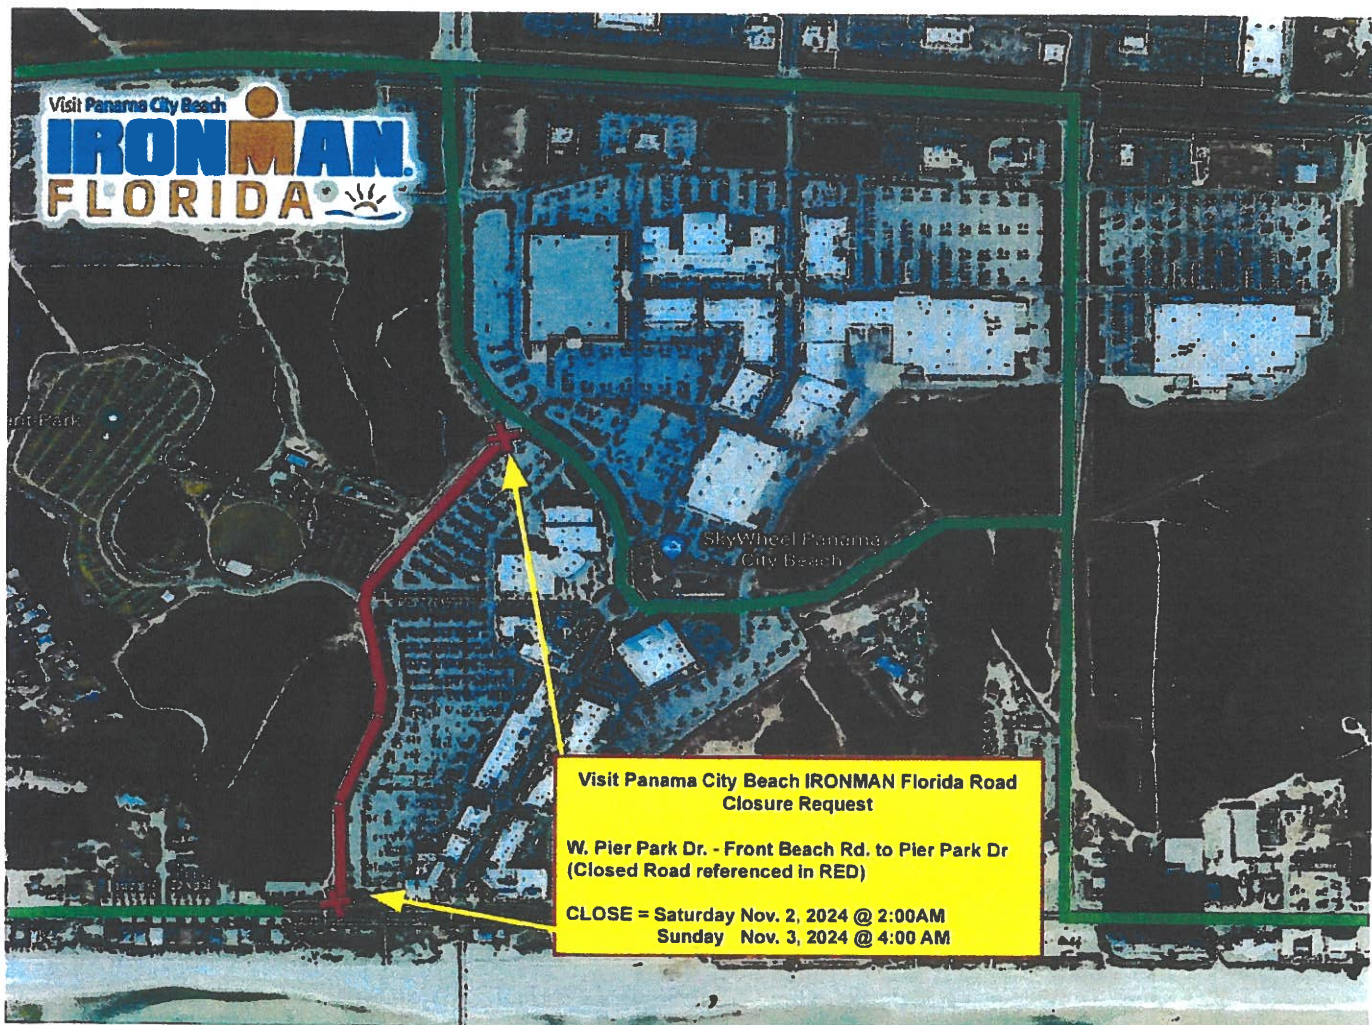 Visit Panama City Beach
IRONMAN
FLORIDA
SkyWheel Panama
City Beach
Visit Panama City Beach IRONMAN Florida Road
Closure Request
W. Pier Park Dr. - Front Beach Rd. to Pier Park Dr
(Closed Road referenced in RED)
CLOSE = Saturday Nov. 2, 2024 @ 2:00AM
Sunday Nov. 3, 2024 @ 4:00 AM